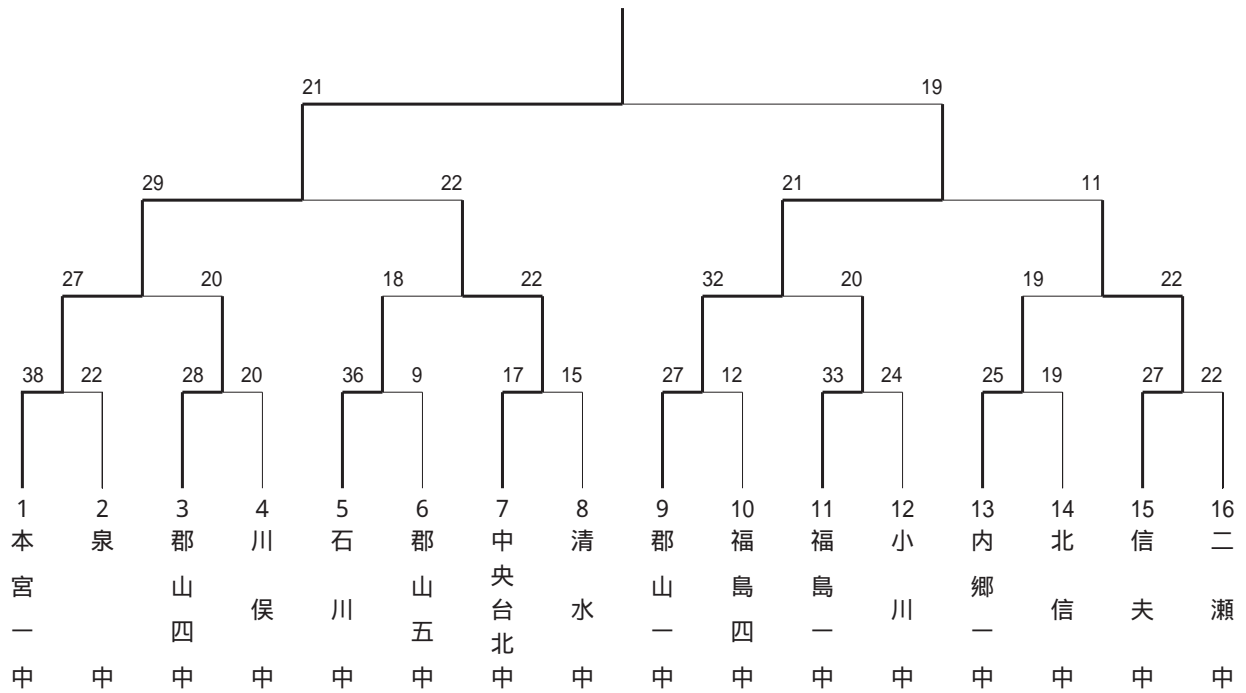 21 19
29 22 21 11
27 20 18 22 32 20 19 22
38 22 28 20 36 9 17 15 27 12 33 24 25 19 27 22
1 2 3 4 5 6 7 8 9 10 11 12 13 14 15 16
本宮一中
泉中
郡山四中
川俣中
石川中
郡山五中
中央台北中
清水中
郡山一中
福島四中
福島一中
小川中
内郷一中
北信中
信夫中
二瀬中